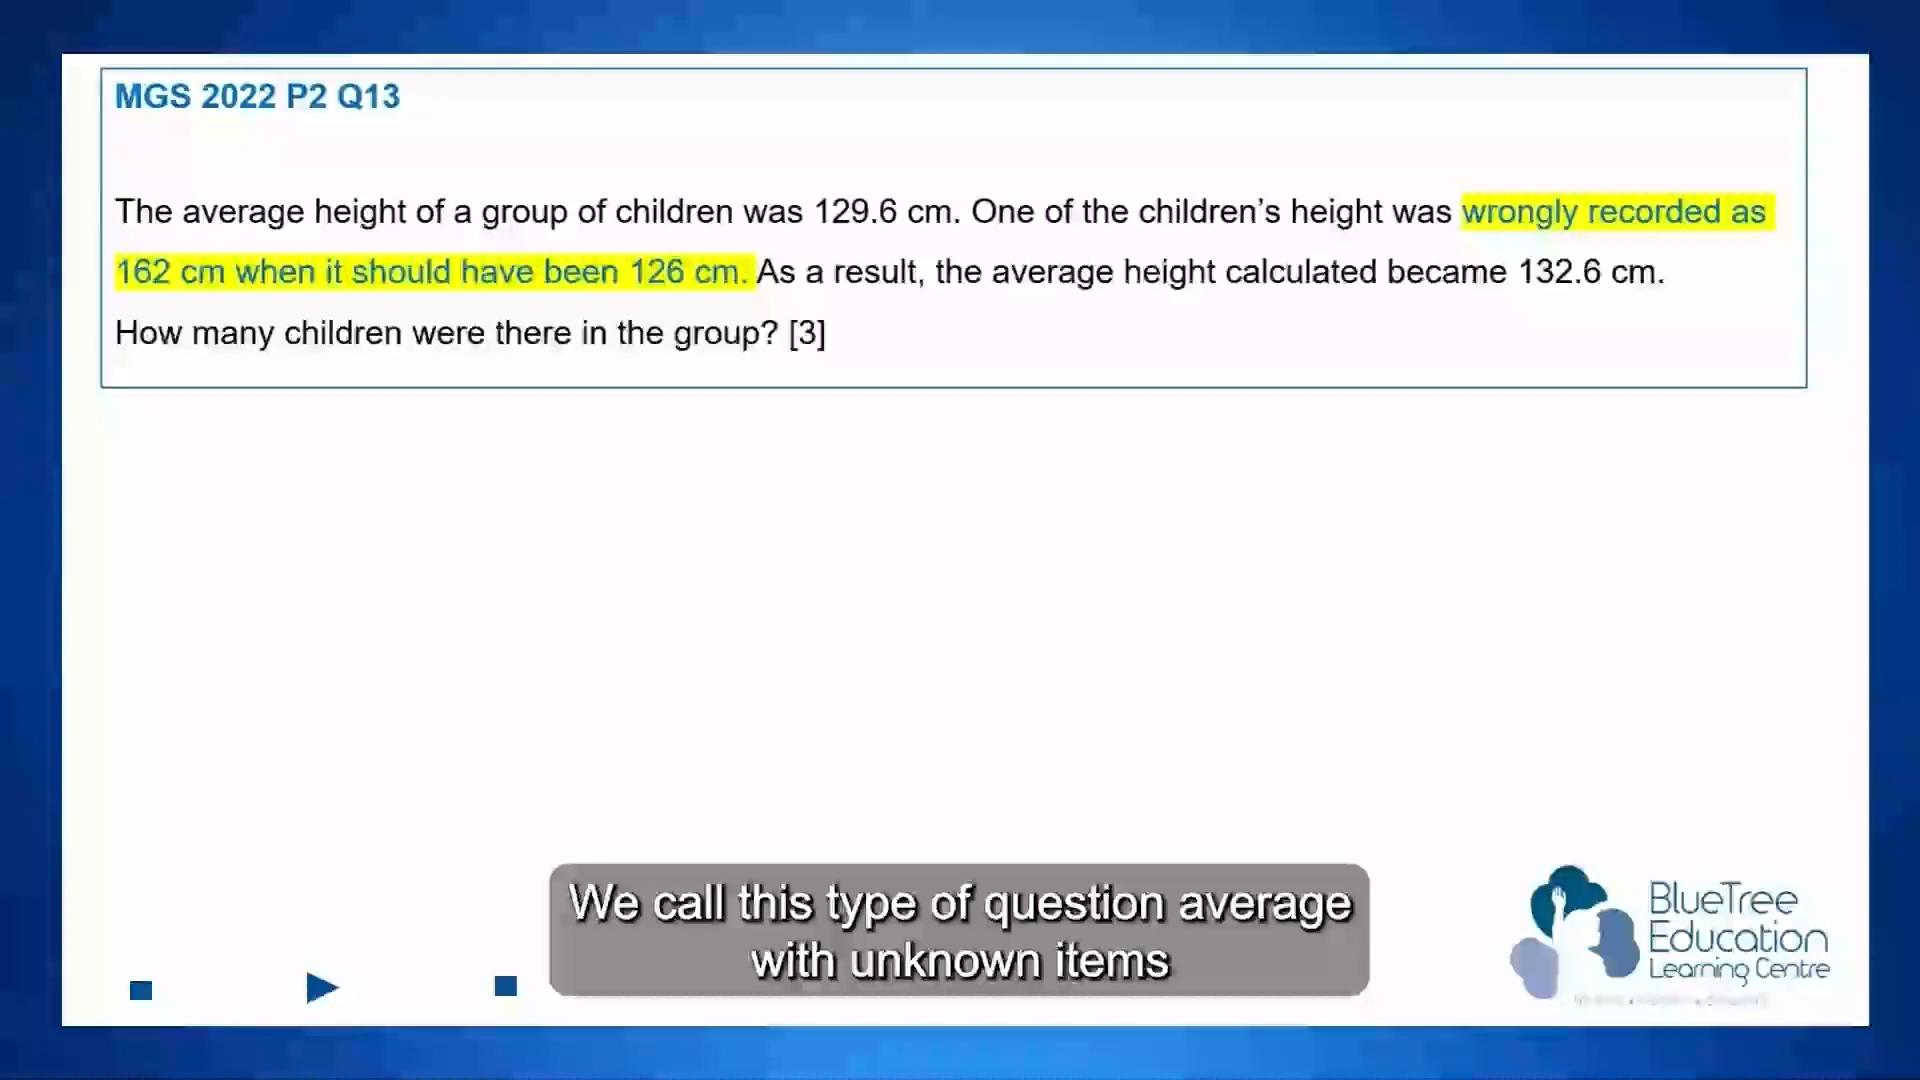 MGS 2022 P2 Q13
The average height of a group of children was 129.6 cm. One of the children's height was wrongly recorded as
162 cm when it should have been 126 cm. As a result, the average height calculated became 132.6 cm.
How many children were there in the group? [3]
We call this type of question average
with unknown items
BlueTree
Education
Learning Centre